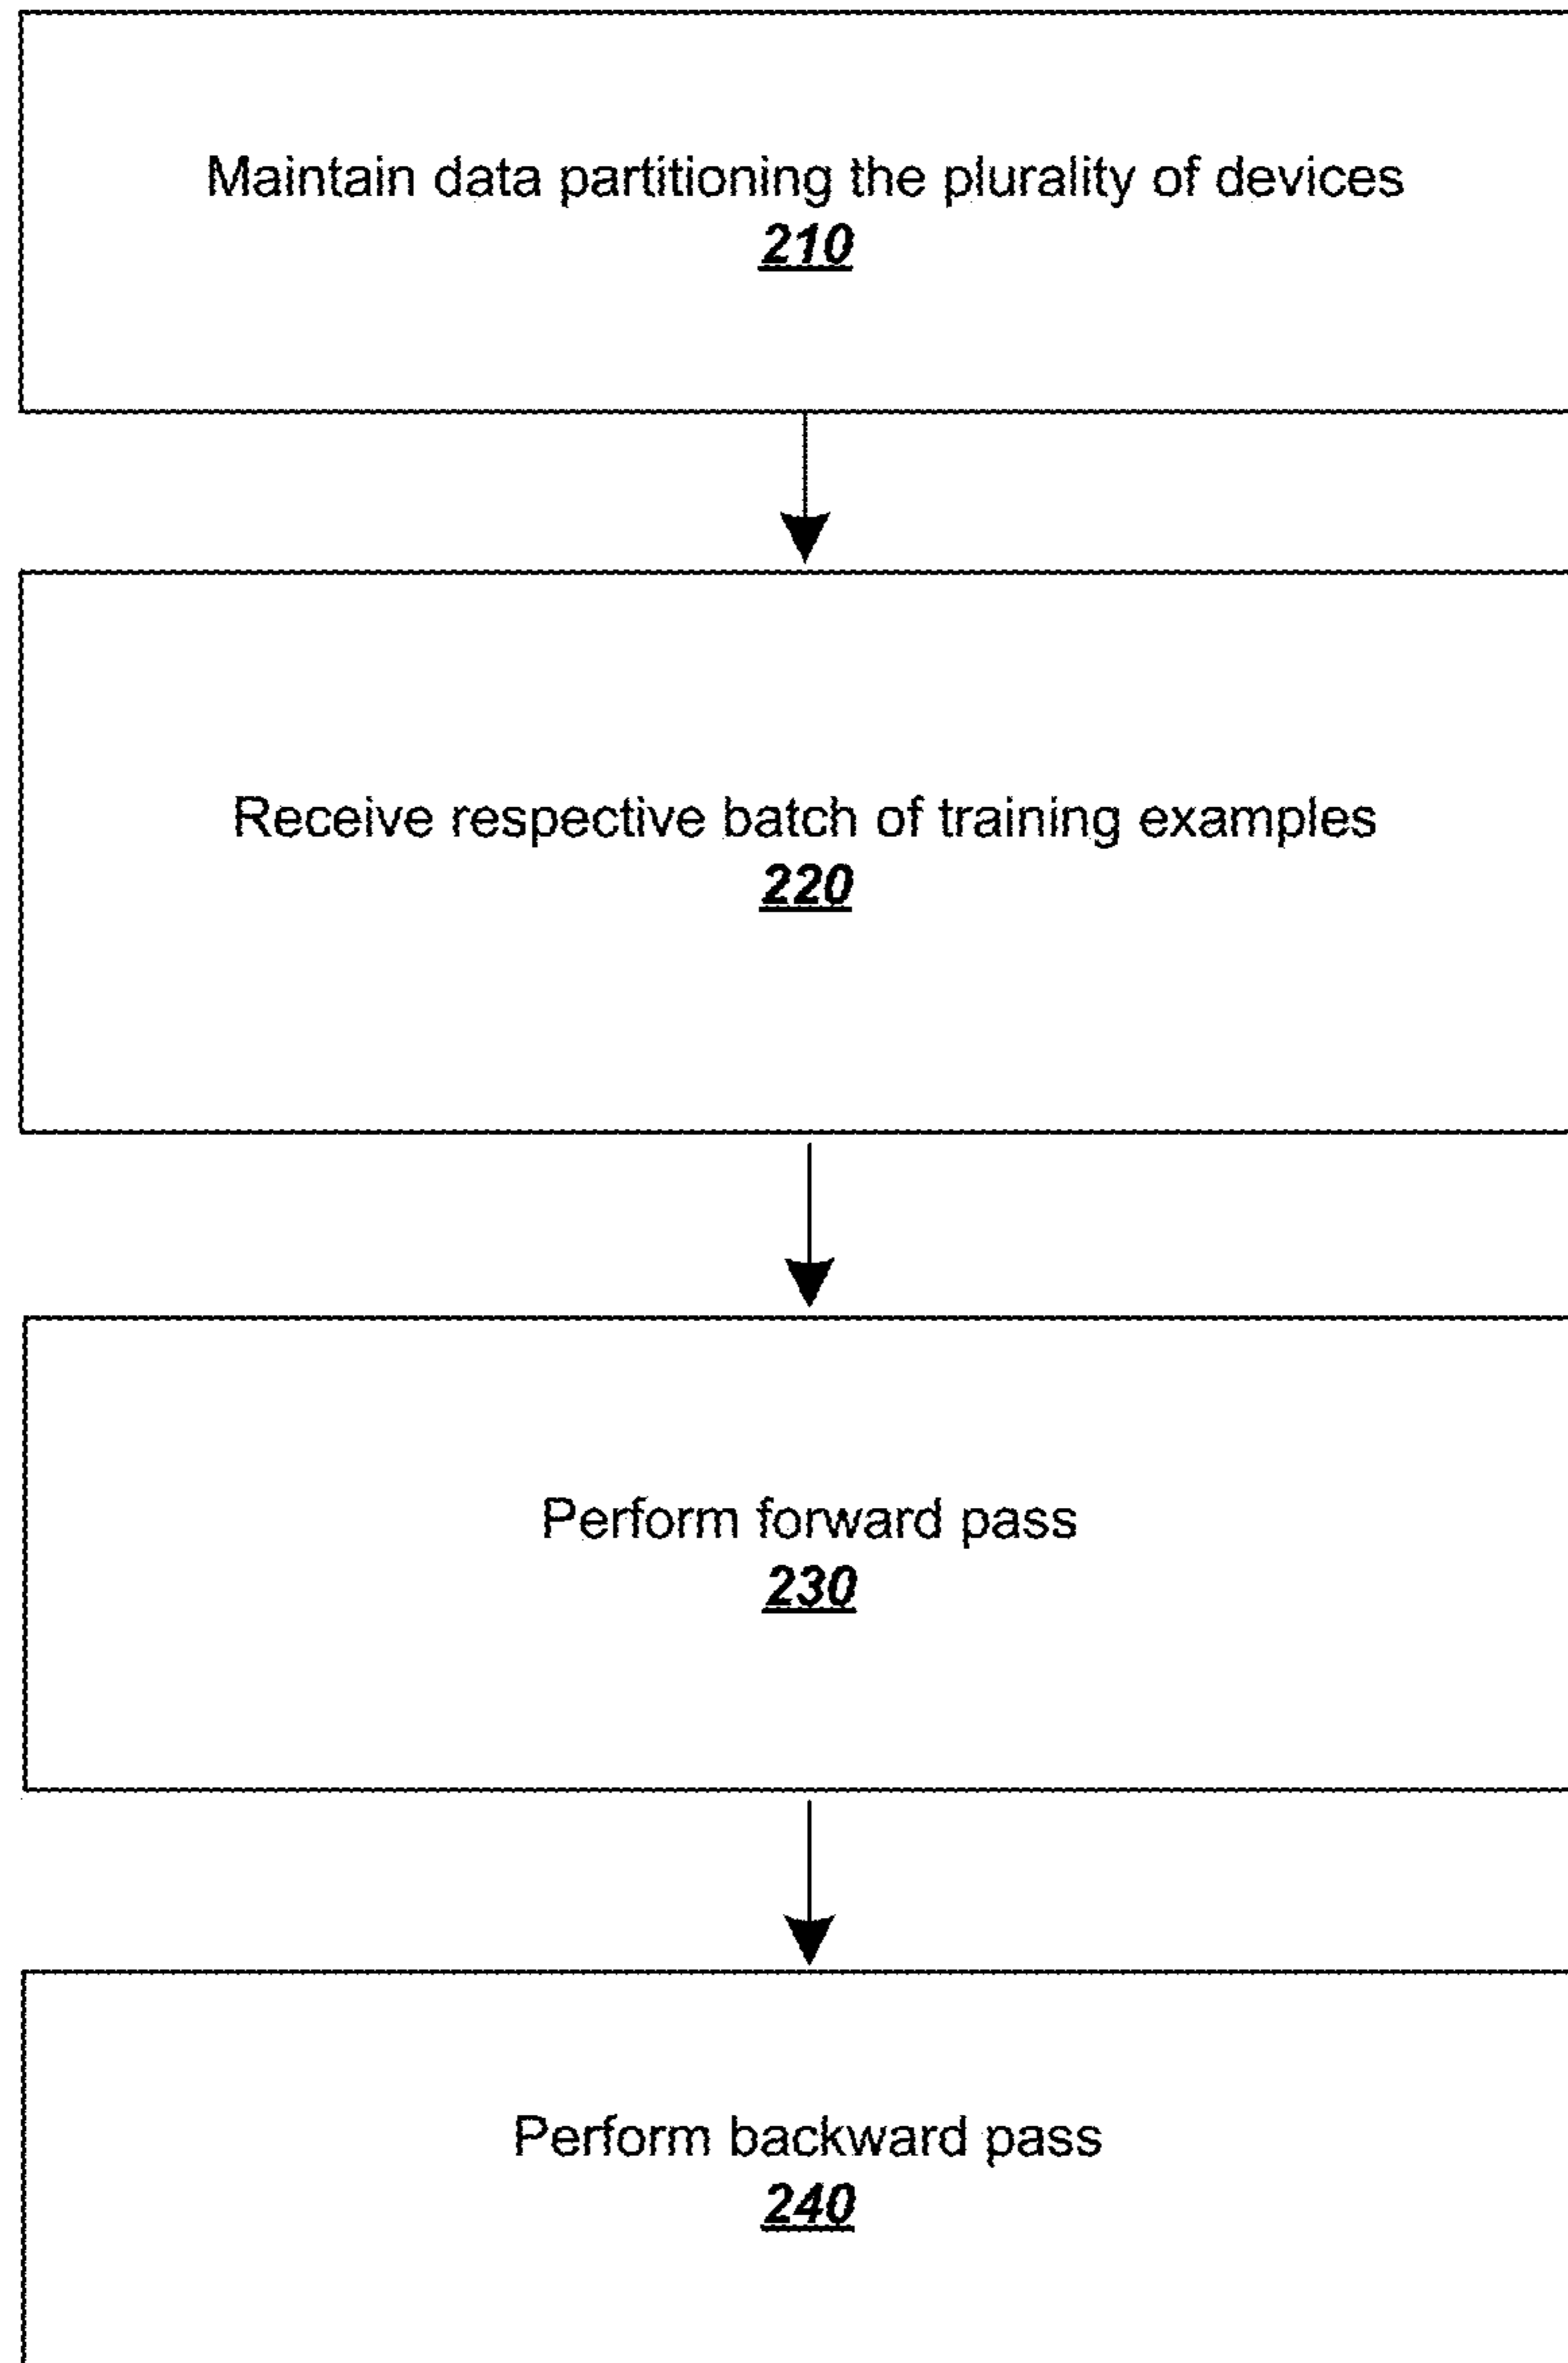 Maintain data partitioning the plurality of devices
210
Receive respective batch of training examples
220
Perform forward pass
230
Perform backward pass
240